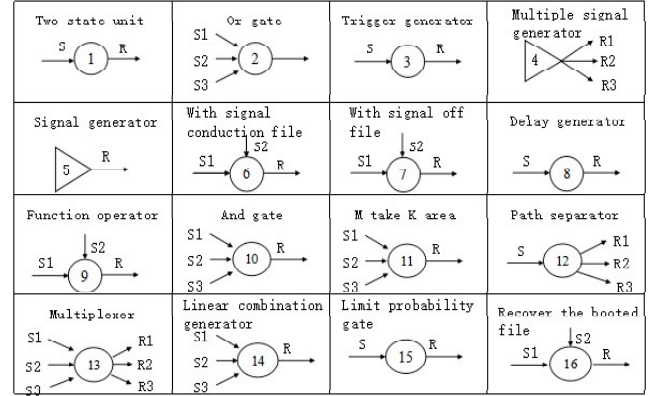 Two state unit
S
R
1
Or gate
S1
S2
S3
2
Trigger generator
S
R
3
Multiple signal
generator
R1
4
R2
R3
Signal generator
R
5
With signal
conduction file
S2
S1
R
6
With signal off
file
S2
S1
R
7
Delay generator
S
R
8
Function operator
S2
S1
R
9
And gate
S1
R
S2
10
S3
M take K area
S1
R
S2
11
S3
Path separator
R1
S
12
R2
R3
Multiplexer
S1
R1
S2
13
R2
S3
R3
Linear combination
generator
S1
R
S2
14
S3
Limit probability
gate
S
R
15
Recover the booted
file
S2
S1
R
16